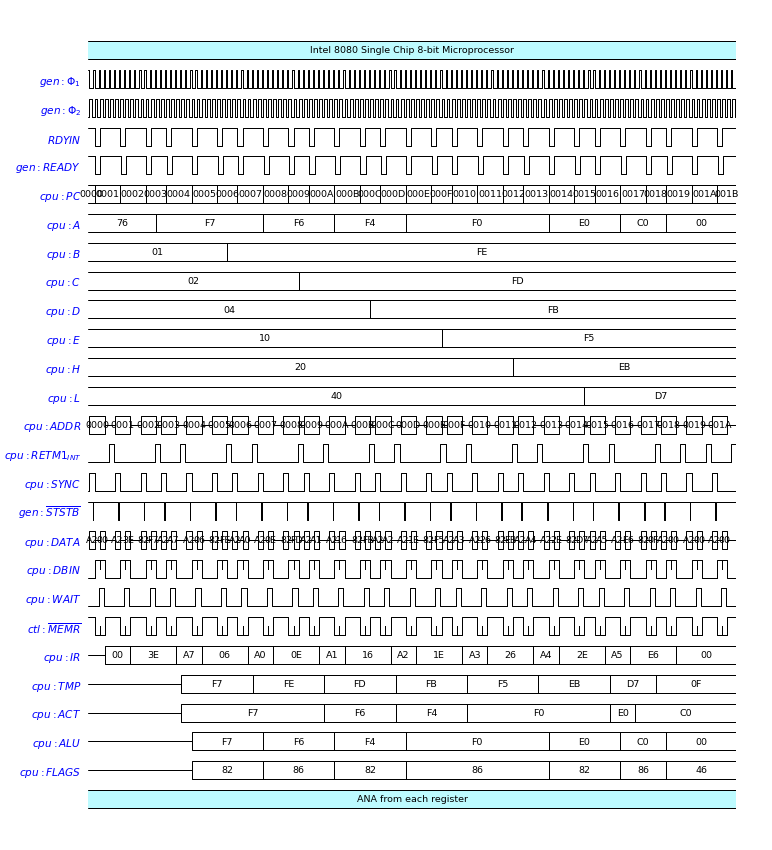 Intel 8080 Single Chip 8-bit Microprocessor
gen : Φ1
gen : Φ2
RDYIN
gen : READY
cpu : PC 0000 0001 0002 0003 0004 0005 0006 0007 0008 0009 000A 000B 000C 000D 000E 000F 0010 0011 0012 0013 0014 0015 0016 0017 0018 0019 001A 001B
cpu : A 76 F7 F6 F4 F0 E0 C0 00
cpu : B 01 FE
cpu : C 02 FD
cpu : D 04 FB
cpu : E 10 F5
cpu : H 20 EB
cpu : L 40 D7
cpu : ADDR 0000 0001 0002 0003 0004 0005 0006 0007 0008 0009 000A 000B 000C 000D 000E 000F 0010 0011 0012 0013 0014 0015 0016 0017 0018 0019 001A
cpu : RETM1INT
cpu : SYNC
gen : STSTB
cpu : DATA
cpu : DBIN
cpu : WAIT
ctl : MEMR
cpu : IR 00 3E A7 06 A0 0E A1 16 A2 1E A3 26 A4 2E A5 E6 00
cpu : TMP F7 FE FD FB F5 EB D7 0F
cpu : ACT F7 F6 F4 F0 E0 C0
cpu : ALU F7 F6 F4 F0 E0 C0 00
cpu : FLAGS 82 86 82 86 82 86 46
ANA from each register